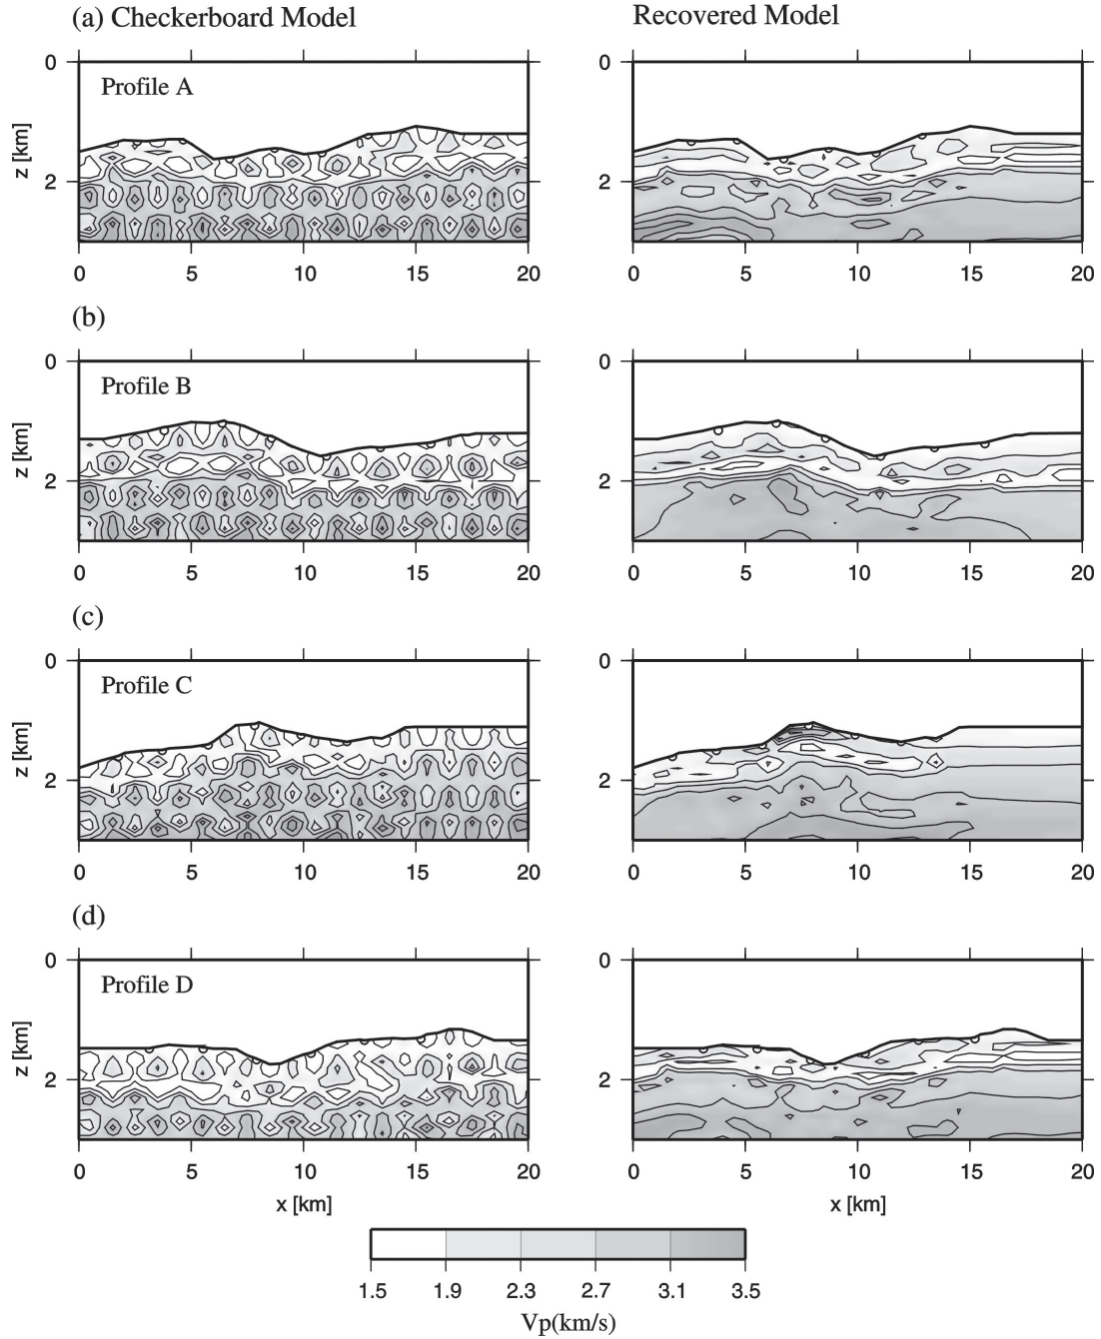 (a) Checkerboard Model Recovered Model
0 0
Profile A
z [km]
2 2
0 5 10 15 20 0 5 10 15 20
(b)
0 0
Profile B
z [km]
2 2
0 5 10 15 20 0 5 10 15 20
(c)
0 0
Profile C
z [km]
2 2
0 5 10 15 20 0 5 10 15 20
(d)
0 0
Profile D
z [km]
2 2
0 5 10 15 20 0 5 10 15 20
x [km] x [km]
1.5 1.9 2.3 2.7 3.1 3.5
Vp(km/s)